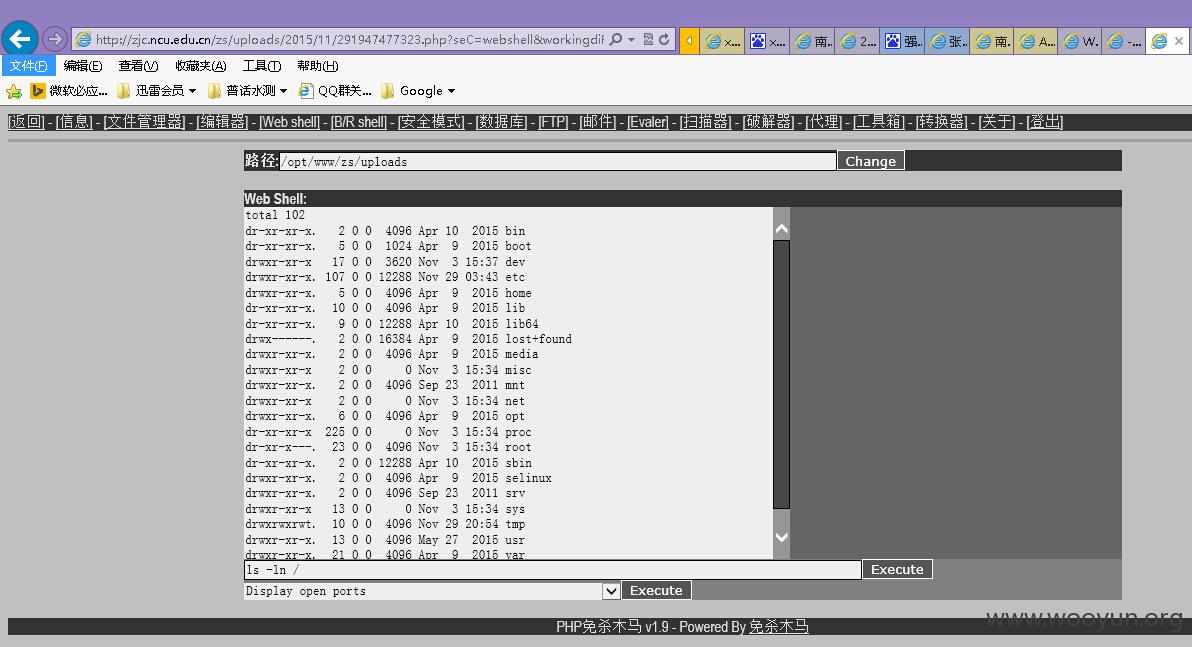 http://zjc.ncu.edu.cn/zs/uploads/2015/11/291947477323.php?seC=webshell&workingdi
x... x... 南.. 2... 强.. 张.. 南.. A... W. -...
文件(F) 编辑(E) 查看(V) 收藏夹(A) 工具(T) 帮助(H)
微软必应... 迅雷会员 普话水测 QQ群关... Google
[返回] - [信息] - [文件管理器] - [编辑器] - [Web shell] - [B/R shell] - [安全模式] - [数据库] - [FTP] - [邮件] - [Evaler] - [扫描器] - [破解器] - [代理] - [工具箱] - [转换器] - [关于] - [登出]
路径: /opt/www/zs/uploads Change
Web Shell:
total 102
dr-xr-xr-x. 2 0 0 4096 Apr 10 2015 bin
dr-xr-xr-x. 5 0 0 1024 Apr 9 2015 boot
drwxr-xr-x 17 0 0 3620 Nov 3 15:37 dev
drwxr-xr-x. 107 0 0 12288 Nov 29 03:43 etc
drwxr-xr-x. 5 0 0 4096 Apr 9 2015 home
dr-xr-xr-x. 10 0 0 4096 Apr 9 2015 lib
dr-xr-xr-x. 9 0 0 12288 Apr 10 2015 lib64
drwx------. 2 0 0 16384 Apr 9 2015 lost+found
drwxr-xr-x. 2 0 0 4096 Apr 9 2015 media
drwxr-xr-x 2 0 0 0 Nov 3 15:34 misc
drwxr-xr-x. 2 0 0 4096 Sep 23 2011 mnt
drwxr-xr-x 2 0 0 0 Nov 3 15:34 net
drwxr-xr-x. 6 0 0 4096 Apr 9 2015 opt
dr-xr-xr-x 225 0 0 0 Nov 3 15:34 proc
dr-xr-x---. 23 0 0 4096 Nov 3 15:34 root
dr-xr-xr-x. 2 0 0 12288 Apr 10 2015 sbin
drwxr-xr-x. 2 0 0 4096 Apr 9 2015 selinux
drwxr-xr-x. 2 0 0 4096 Sep 23 2011 srv
drwxr-xr-x 13 0 0 0 Nov 3 15:34 sys
drwxrwxrwt. 10 0 0 4096 Nov 29 20:54 tmp
drwxr-xr-x. 13 0 0 4096 May 27 2015 usr
drwxr-xr-x. 21 0 0 4096 Apr 9 2015 var
ls -ln / Execute
Display open ports Execute
www.wooyun.org
PHP免杀木马 v1.9 - Powered By 免杀木马